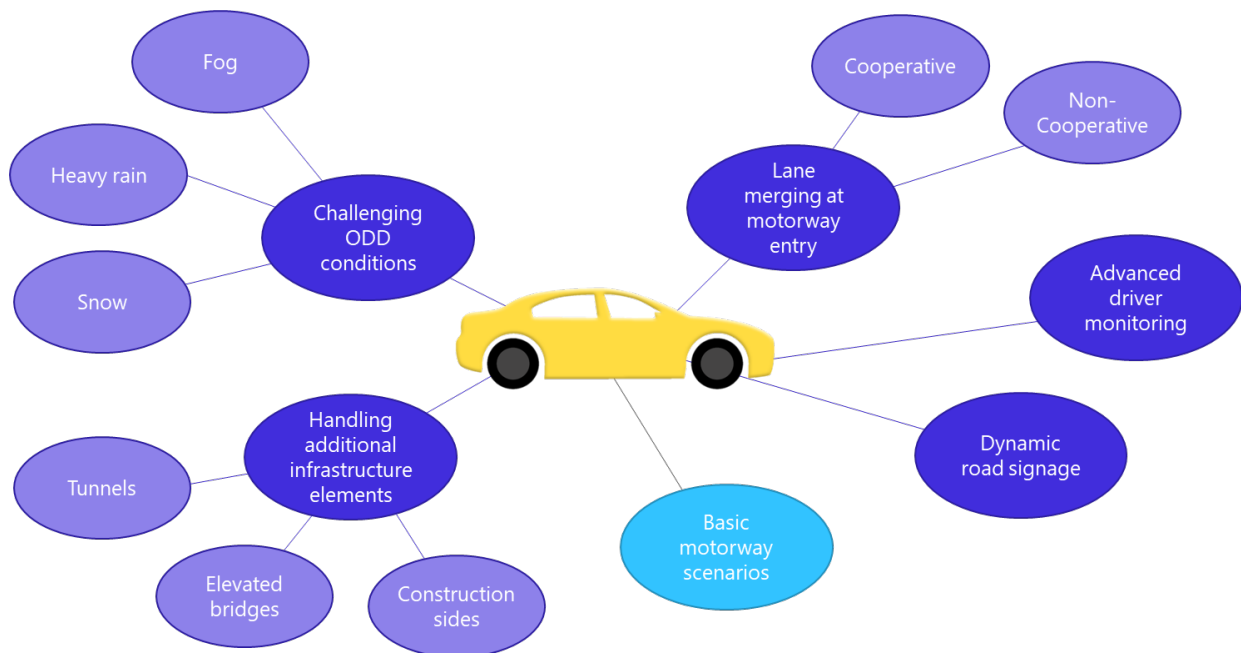 Fog
Heavy rain
Snow
Challenging
ODD
conditions
Cooperative
Non-
Cooperative
Lane
merging at
motorway
entry
Advanced
driver
monitoring
Dynamic
road signage
Basic
motorway
scenarios
Handling
additional
infrastructure
elements
Tunnels
Elevated
bridges
Construction
sides